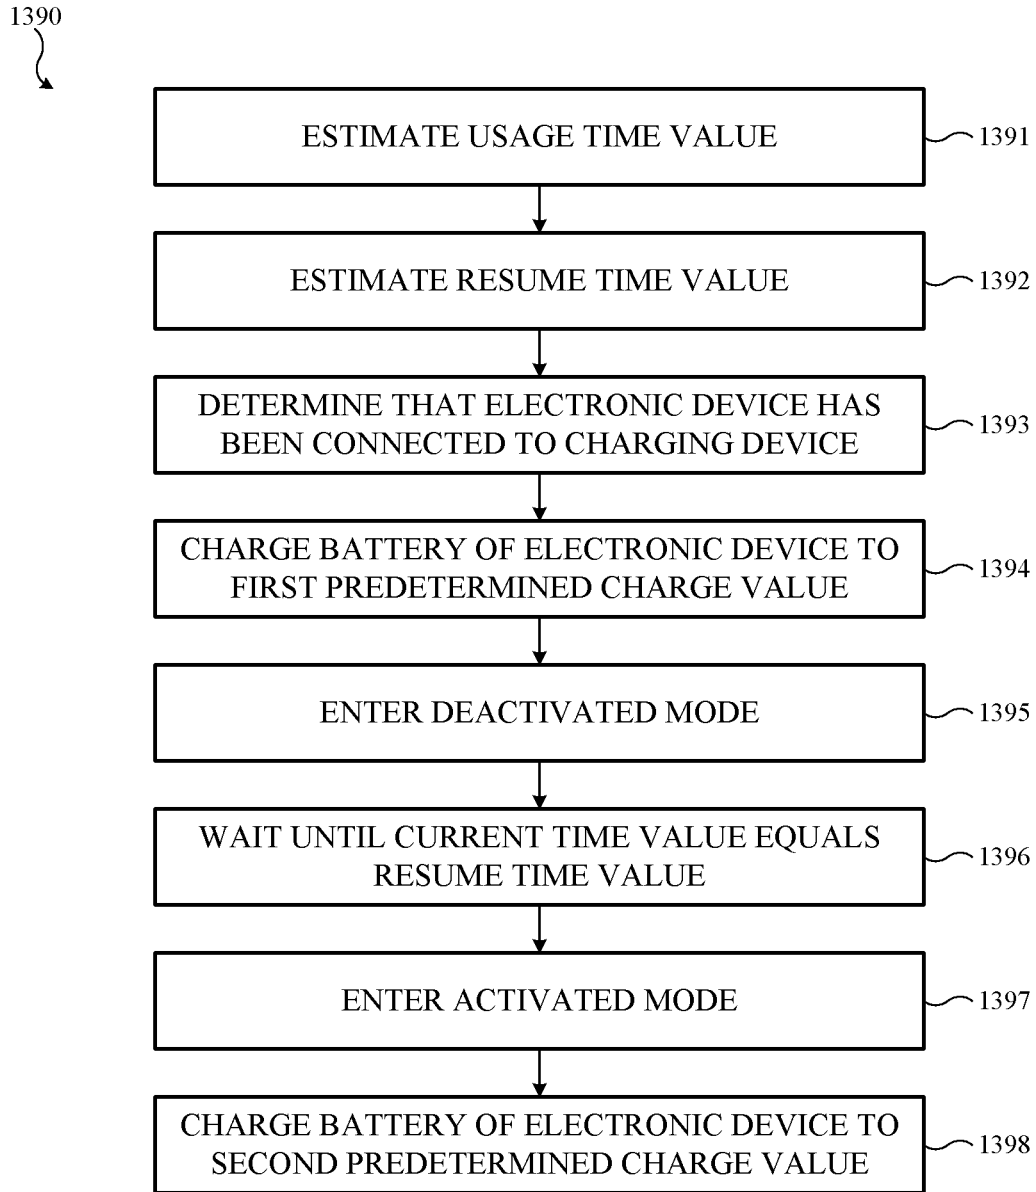 1390
ESTIMATE USAGE TIME VALUE
1391
ESTIMATE RESUME TIME VALUE
1392
DETERMINE THAT ELECTRONIC DEVICE HAS
BEEN CONNECTED TO CHARGING DEVICE
1393
CHARGE BATTERY OF ELECTRONIC DEVICE TO
FIRST PREDETERMINED CHARGE VALUE
1394
ENTER DEACTIVATED MODE
1395
WAIT UNTIL CURRENT TIME VALUE EQUALS
RESUME TIME VALUE
1396
ENTER ACTIVATED MODE
1397
CHARGE BATTERY OF ELECTRONIC DEVICE TO
SECOND PREDETERMINED CHARGE VALUE
1398